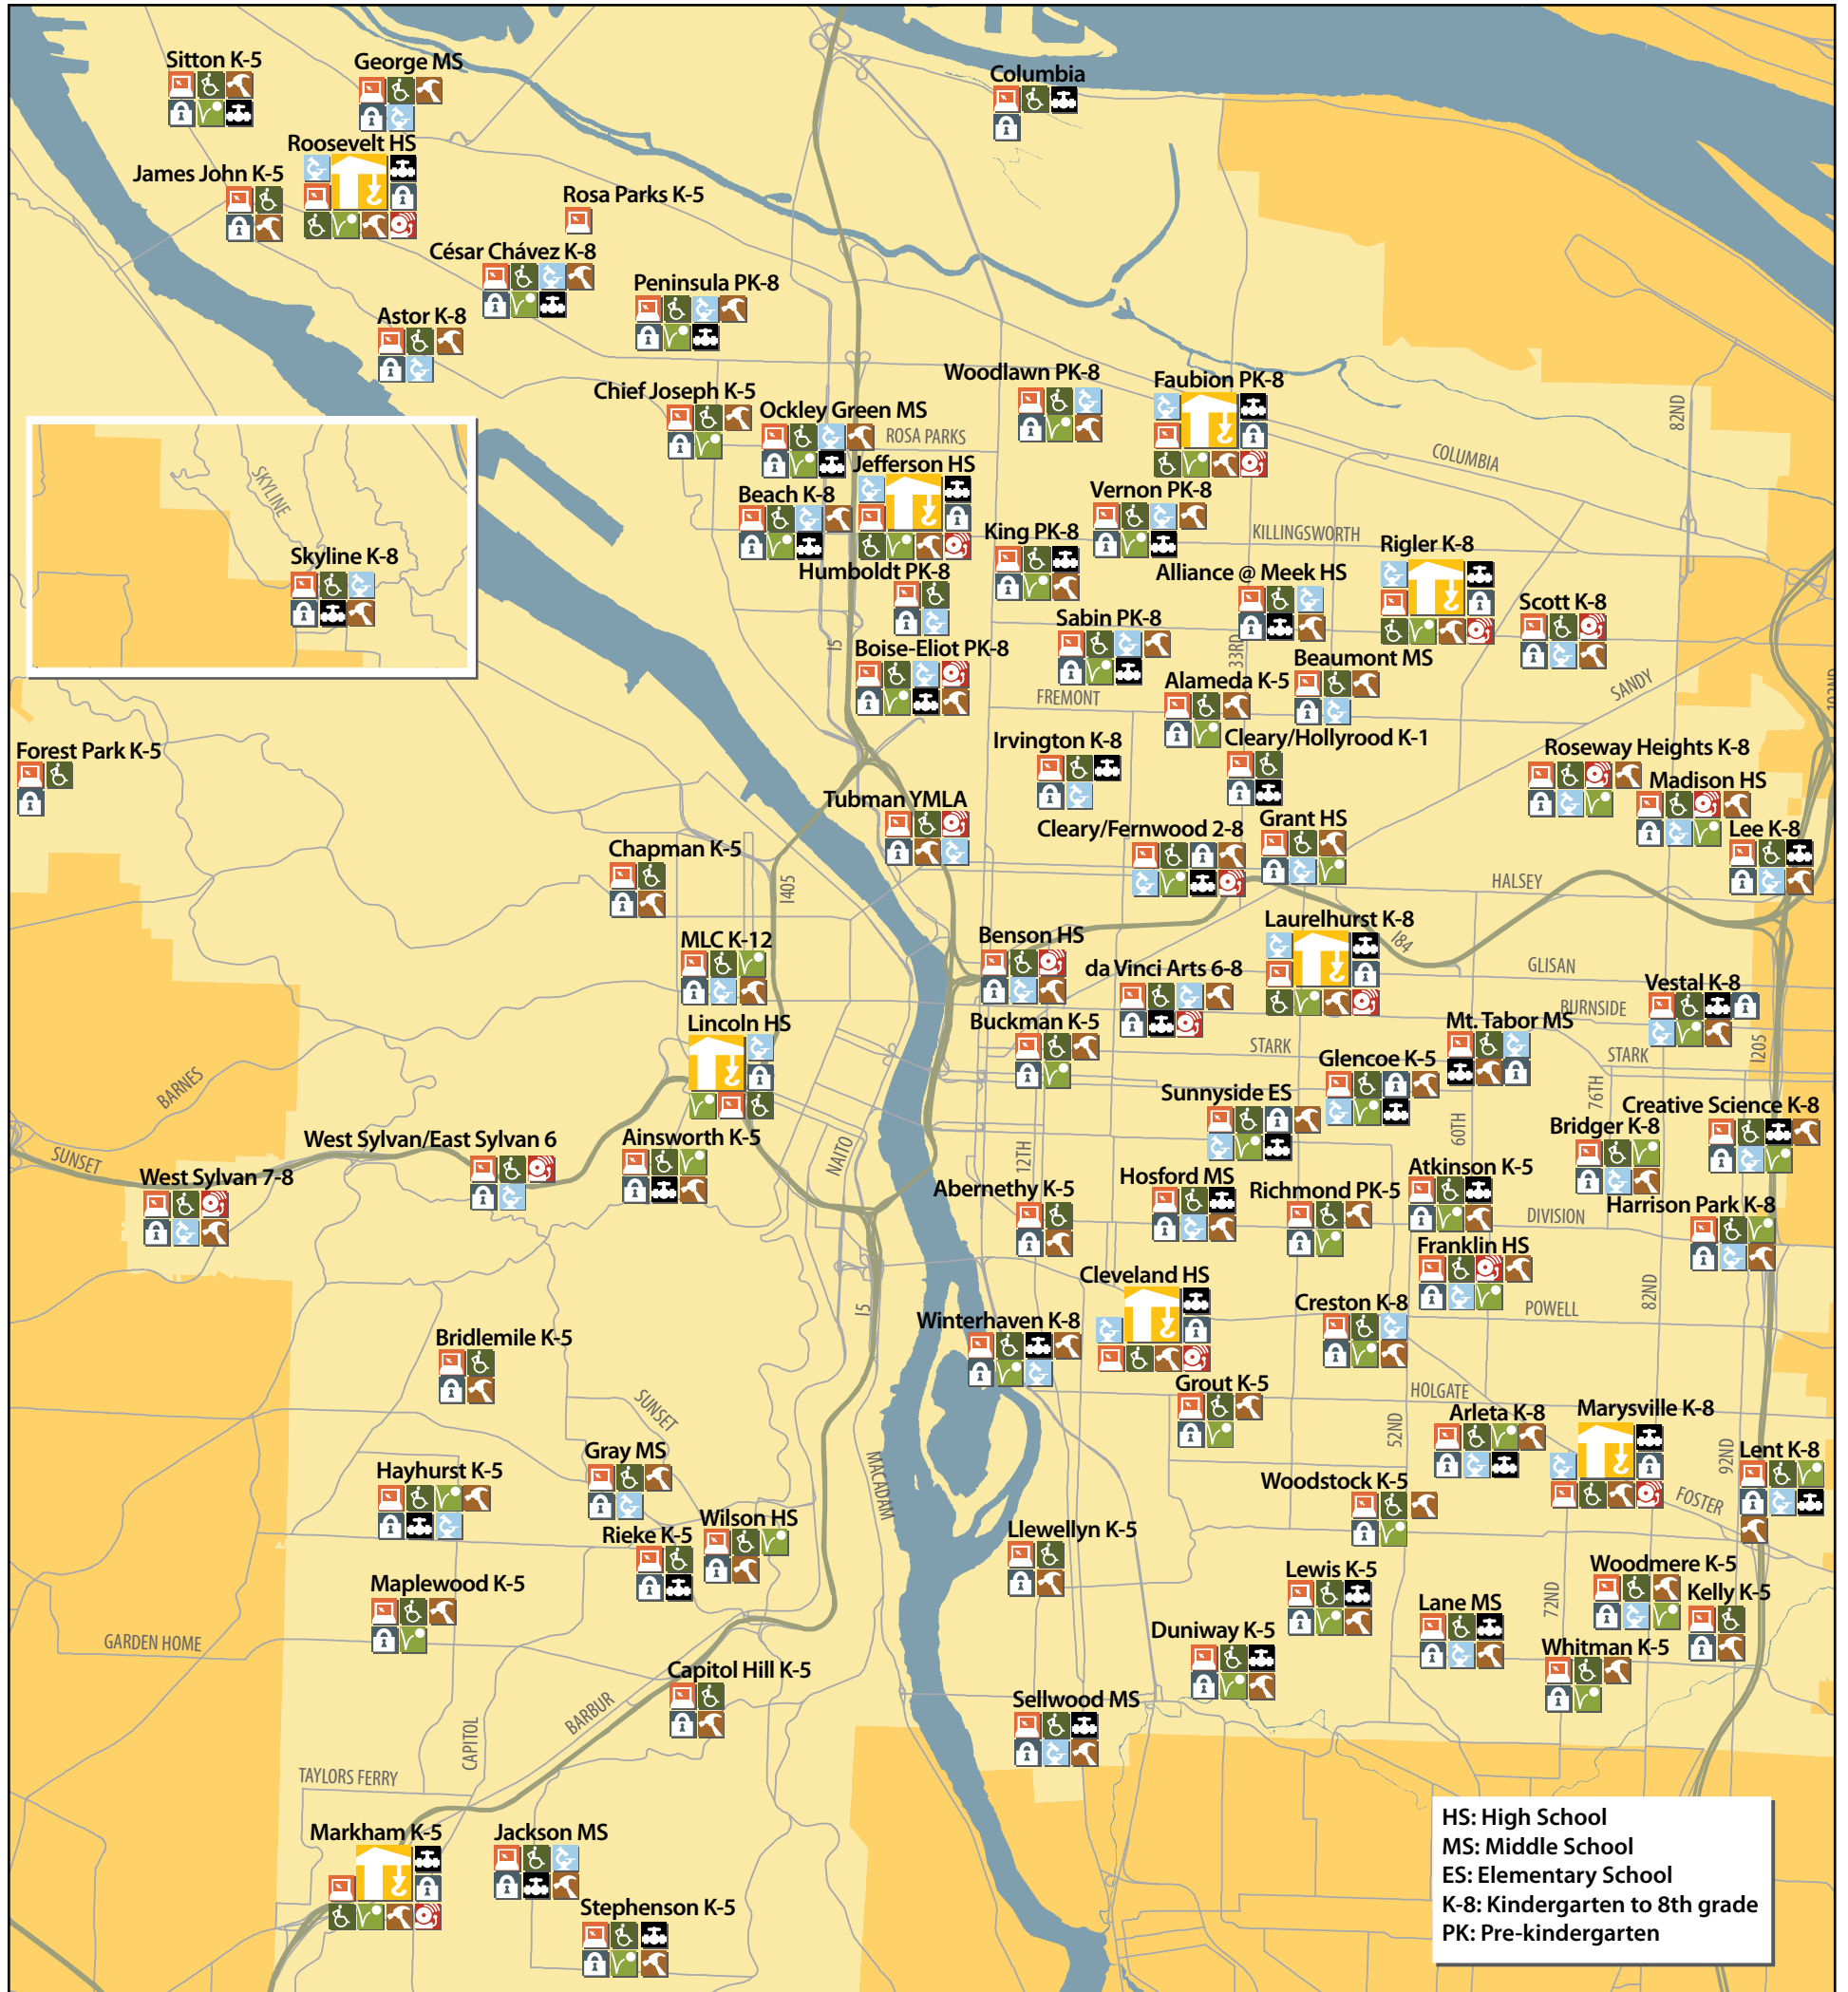 Sitton K-5
George MS
Columbia
Roosevelt HS
James John K-5
Rosa Parks K-5
César Chávez K-8
Peninsula PK-8
Astor K-8
Woodlawn PK-8
Faubion PK-8
Chief Joseph K-5
Ockley Green MS
82ND
ROSA PARKS
COLUMBIA
Jefferson HS
SKYLINE
Beach K-8
Vernon PK-8
King PK-8
KILLINGSWORTH
Rigler K-8
Skyline K-8
Humboldt PK-8
Alliance @ Meek HS
Scott K-8
Sabin PK-8
I5
33RD
Boise-Eliot PK-8
Beaumont MS
Alameda K-5
SANDY
FREMONT
102ND
Irvington K-8
Cleary/Hollyrood K-1
Forest Park K-5
Roseway Heights K-8
Madison HS
Tubman YMLA
Cleary/Fernwood 2-8
Grant HS
Lee K-8
Chapman K-5
I405
HALSEY
Laurelhurst K-8
MLC K-12
Benson HS
I84
da Vinci Arts 6-8
GLISAN
Vestal K-8
BURNSIDE
Lincoln HS
Buckman K-5
Mt. Tabor MS
STARK
Glencoe K-5
STARK
I205
BARNES
Sunnyside ES
76TH
60TH
Creative Science K-8
Bridger K-8
West Sylvan/East Sylvan 6
Ainsworth K-5
NAITO
12TH
SUNSET
West Sylvan 7-8
Hosford MS
Atkinson K-5
Abernethy K-5
Richmond PK-5
DIVISION
Harrison Park K-8
Franklin HS
Cleveland HS
82ND
I5
Creston K-8
POWELL
Winterhaven K-8
Bridlemile K-5
Grout K-5
HOLGATE
SUNSET
52ND
Arleta K-8
Marysville K-8
Gray MS
92ND
Lent K-8
Hayhurst K-5
MACADAM
Woodstock K-5
FOSTER
Wilson HS
Rieke K-5
Llewellyn K-5
Woodmere K-5
Lewis K-5
Maplewood K-5
72ND
Kelly K-5
Lane MS
Duniway K-5
GARDEN HOME
Whitman K-5
Capitol Hill K-5
BARBUR
Sellwood MS
CAPITOL
TAYLORS FERRY
Markham K-5
Jackson MS
Stephenson K-5
HS: High School
MS: Middle School
ES: Elementary School
K-8: Kindergarten to 8th grade
PK: Pre-kindergarten